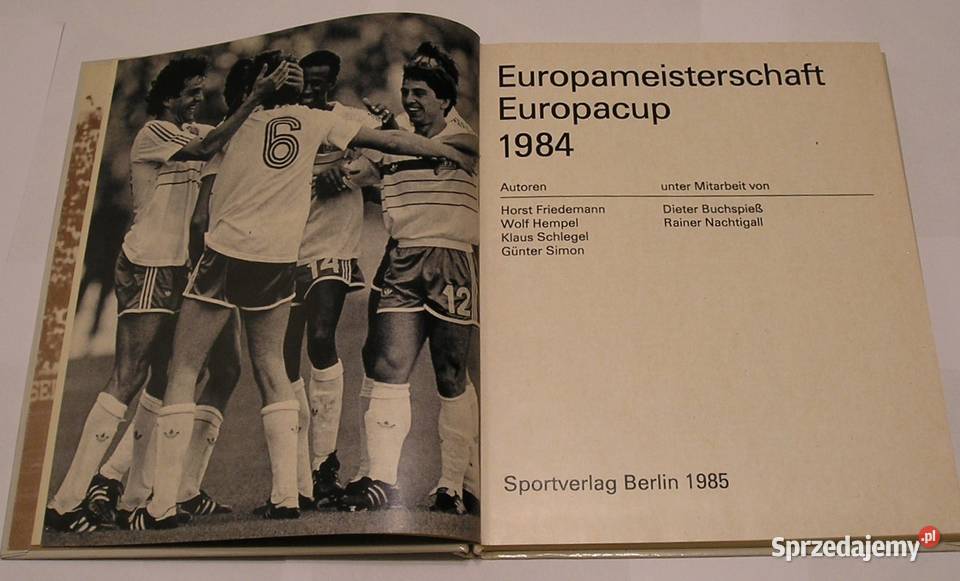 6
14
12
Europameisterschaft
Europacup
1984
Autoren
Horst Friedemann
Wolf Hempel
Klaus Schlegel
Günter Simon
unter Mitarbeit von
Dieter Buchspieß
Rainer Nachtigall
Sportverlag Berlin 1985
Sprzedajemy.pl